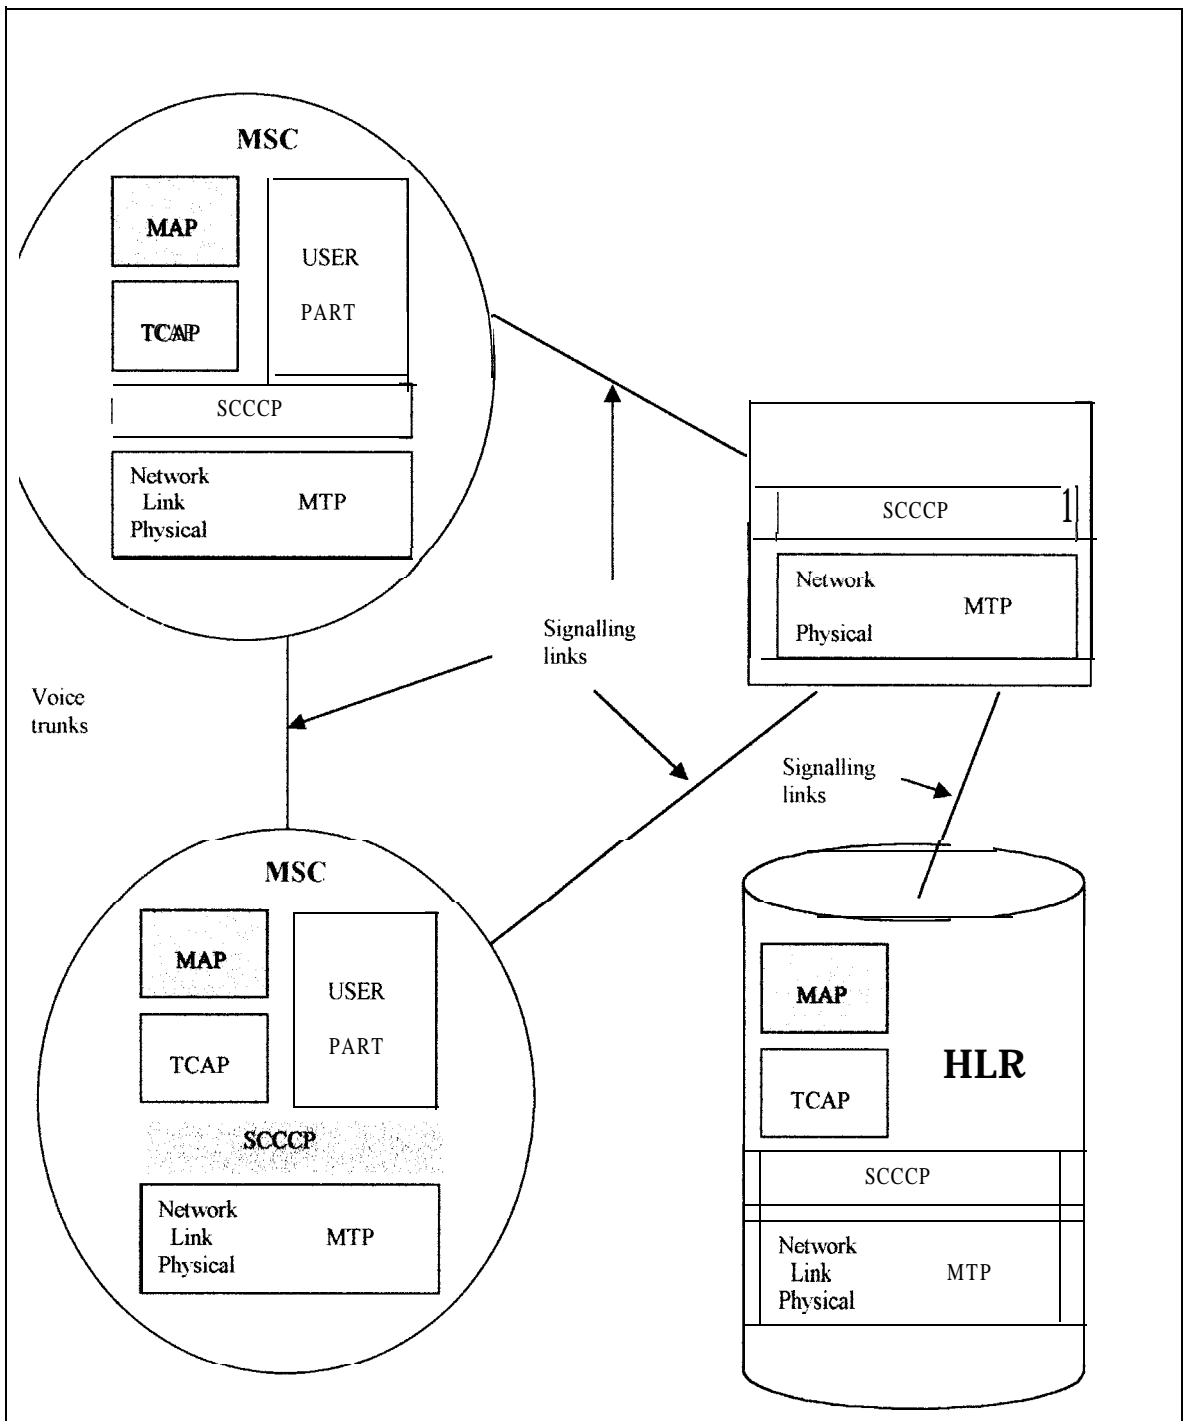 MSC
MAP
USER
PART
TCAP
SCCCP
Network
Link
Physical
MTP
SCCCP
1
Network
Physical
MTP
Signalling
links
Voice
trunks
Signalling
links
MSC
MAP
USER
PART
TCAP
SCCCP
Network
Link
Physical
MTP
MAP
HLR
TCAP
SCCCP
Network
Link
Physical
MTP